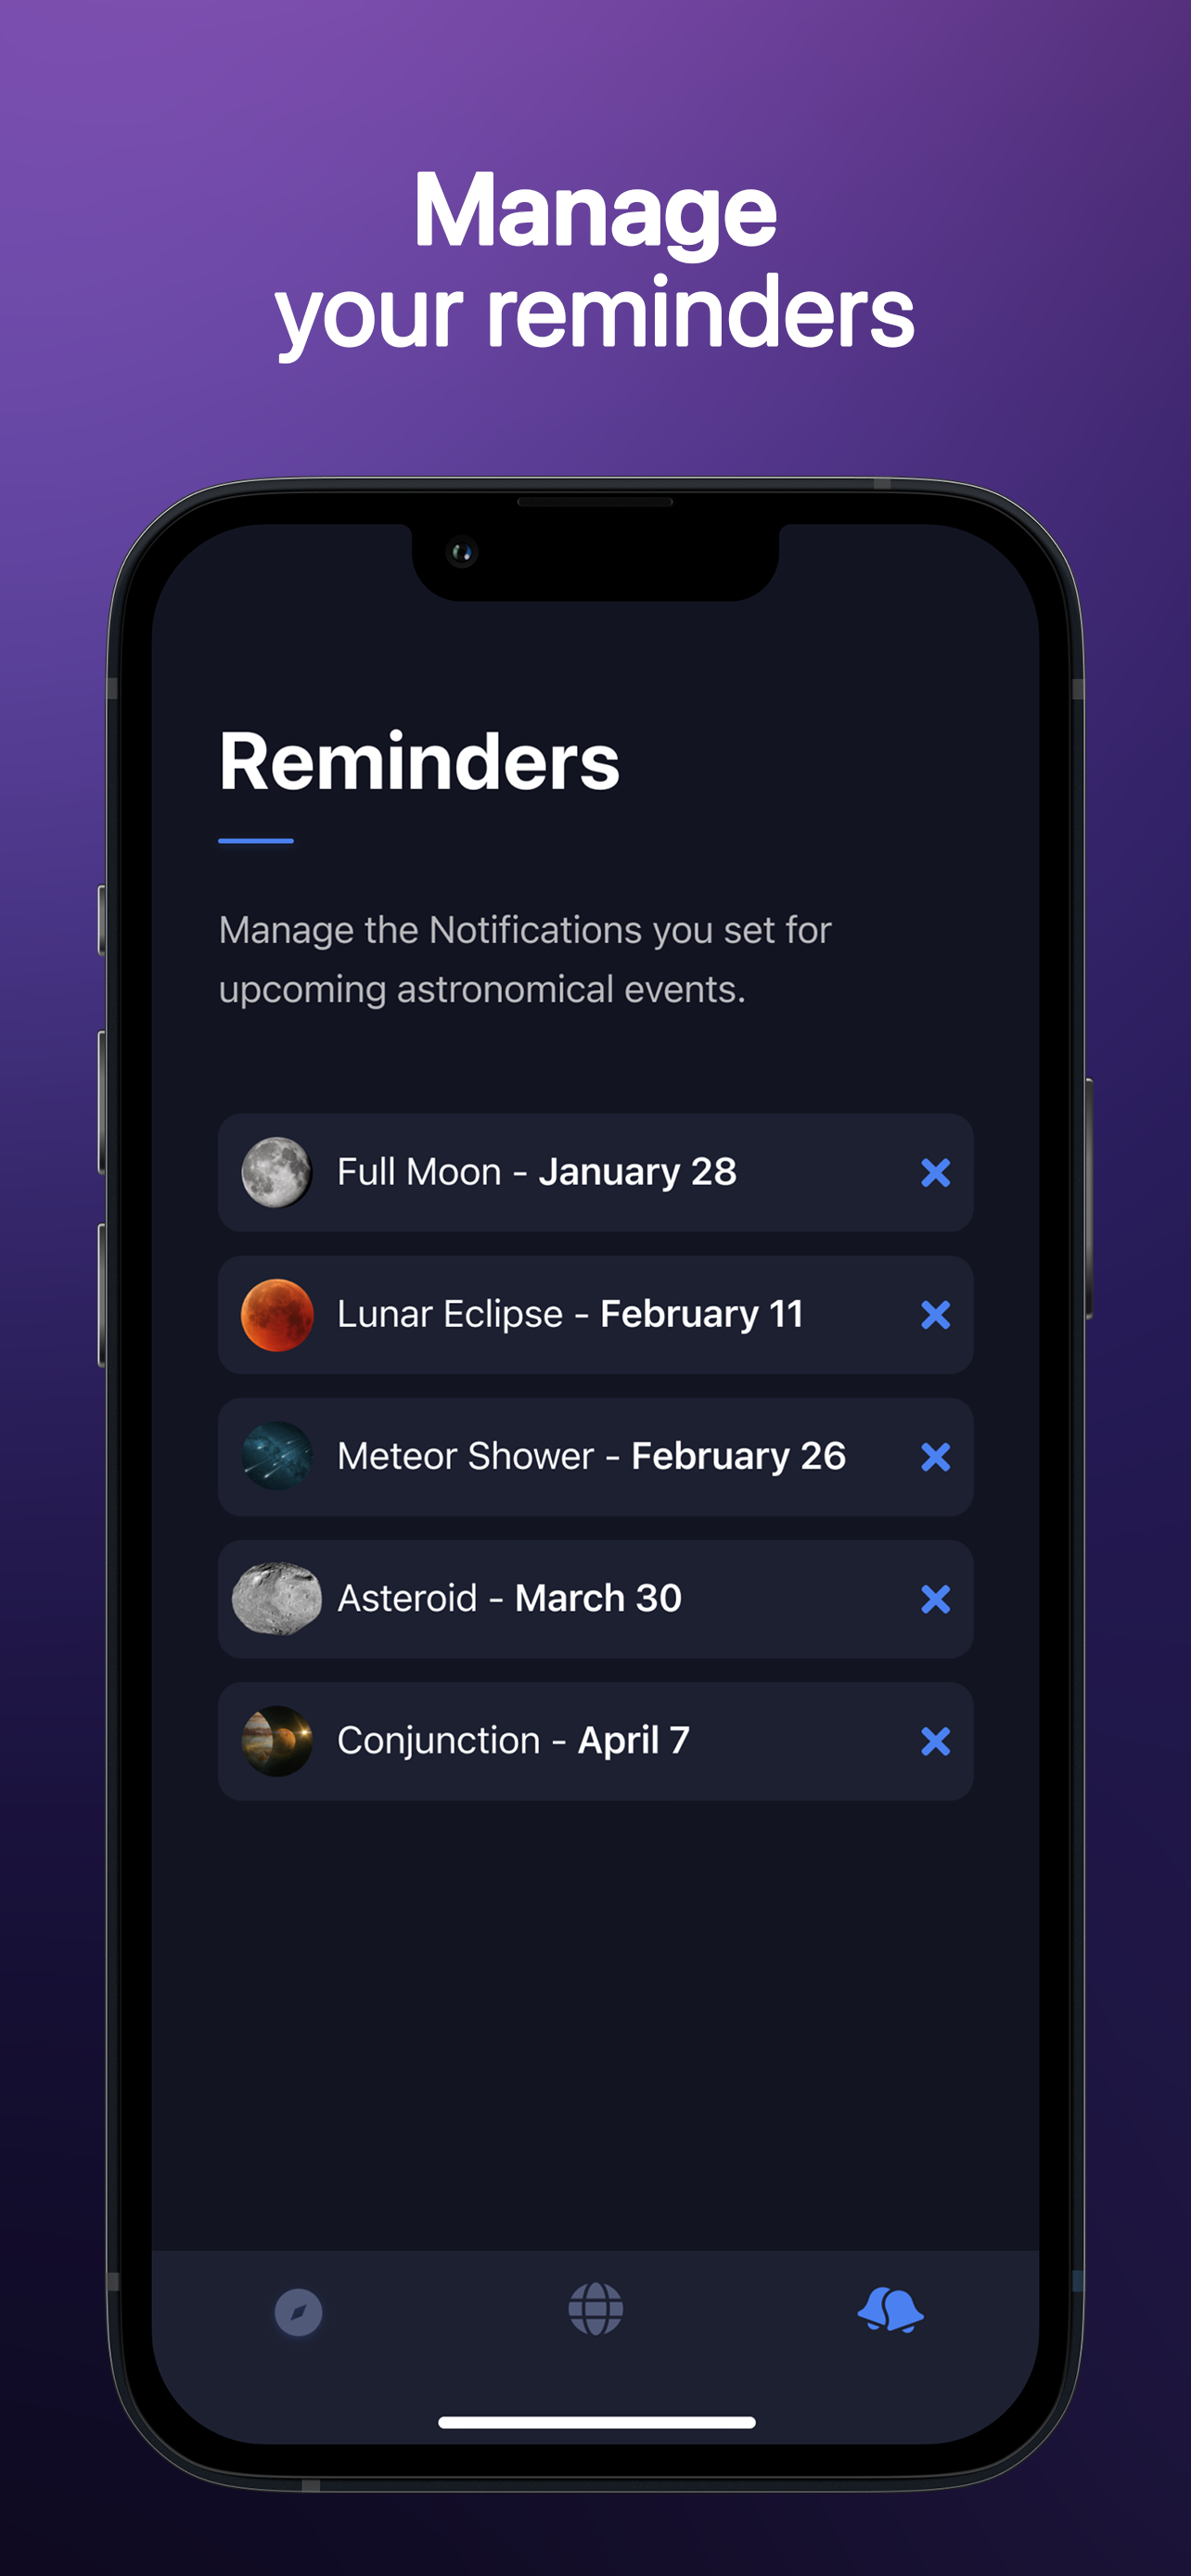 Manage
your reminders
Reminders
Manage the Notifications you set for
upcoming astronomical events.
Full Moon - January 28
Lunar Eclipse - February 11
Meteor Shower - February 26
Asteroid - March 30
Conjunction - April 7